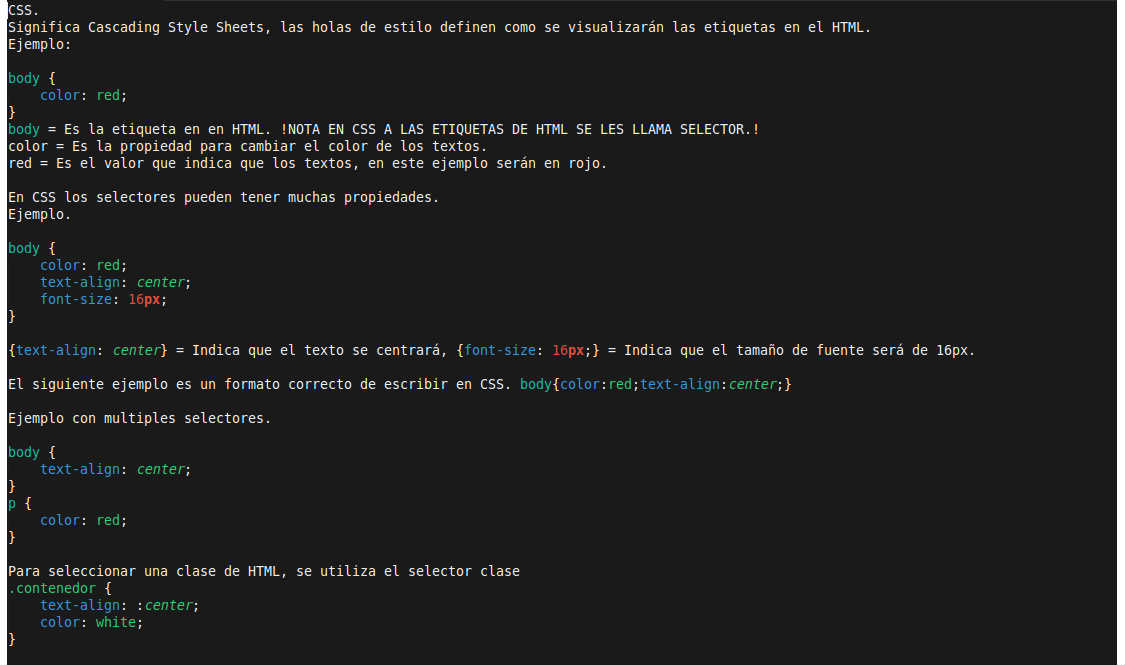 CSS.
Significa Cascading Style Sheets, las holas de estilo definen como se visualizarán las etiquetas en el HTML.
Ejemplo:

body {
    color: red;
}
body = Es la etiqueta en en HTML. !NOTA EN CSS A LAS ETIQUETAS DE HTML SE LES LLAMA SELECTOR.!
color = Es la propiedad para cambiar el color de los textos.
red = Es el valor que indica que los textos, en este ejemplo serán en rojo.

En CSS los selectores pueden tener muchas propiedades.
Ejemplo.

body {
    color: red;
    text-align: center;
    font-size: 16px;
}

{text-align: center} = Indica que el texto se centrará, {font-size: 16px;} = Indica que el tamaño de fuente será de 16px.

El siguiente ejemplo es un formato correcto de escribir en CSS. body{color:red;text-align:center;}

Ejemplo con multiples selectores.

body {
    text-align: center;
}
p {
    color: red;
}

Para seleccionar una clase de HTML, se utiliza el selector clase
.contenedor {
    text-align: :center;
    color: white;
}